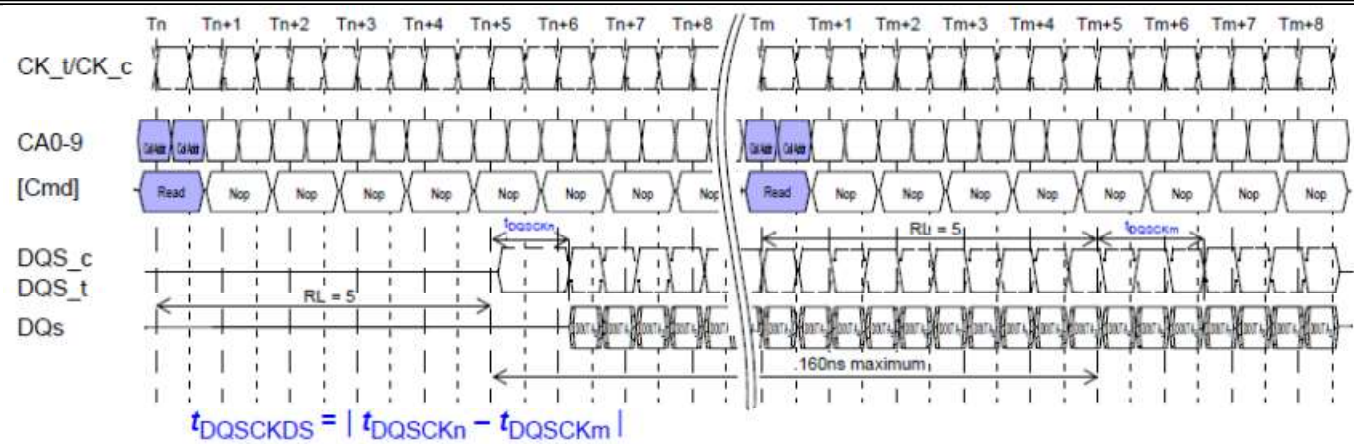 Tn Tn+1 Tn+2 Tn+3 Tn+4 Tn+5 Tn+6 Tn+7 Tn+8 Tm Tm+1 Tm+2 Tm+3 Tm+4 Tm+5 Tm+6 Tm+7 Tm+8
CK_t/CK_c
CA0-9
[Cmd] Read Nop Nop Nop Nop Nop Nop Nop Nop Read Nop Nop Nop Nop Nop Nop Nop Nop
tDQSCKn RL = 5 tDQSCKm
DQS_c
DQS_t
RL = 5
DQs
160ns maximum
tDQSCKDS = | tDQSCKn – tDQSCKm |